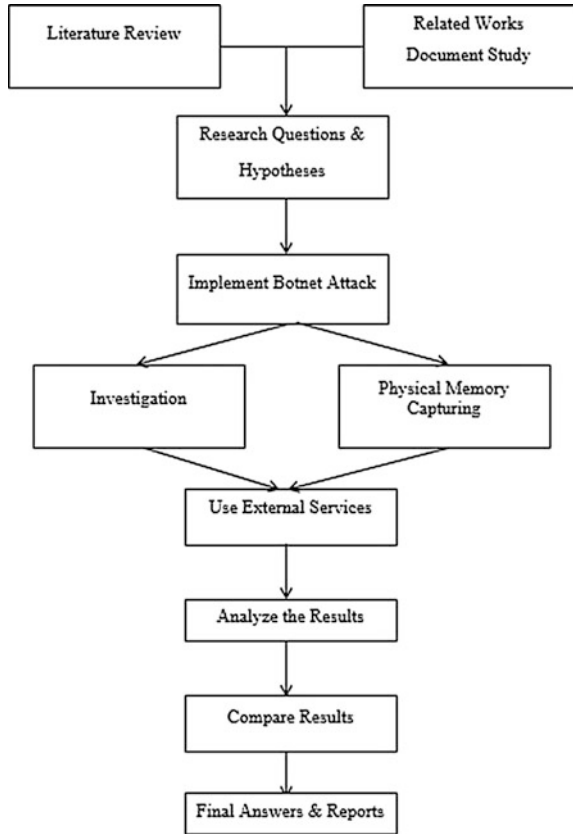 Literature Review
Related Works
Document Study
Research Questions &
Hypotheses
Implement Botnet Attack
Investigation
Physical Memory
Capturing
Use External Services
Analyze the Results
Compare Results
Final Answers & Reports